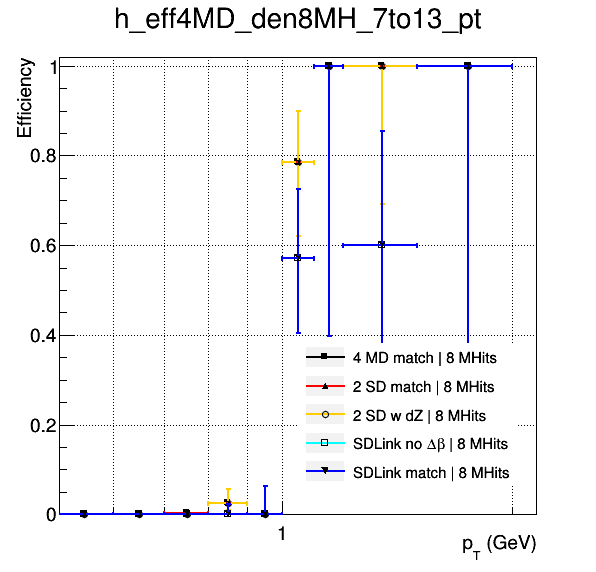 h_eff4MD_den8MH_7to13_pt
Efficiency
1
0.8
0.6
0.4
0.2
0
4 MD match | 8 MHits
2 SD match | 8 MHits
2 SD w dZ | 8 MHits
SDLink no Δβ | 8 MHits
SDLink match | 8 MHits
1
p_T (GeV)